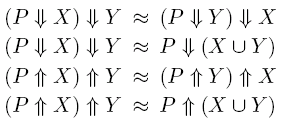 (P ⇓ X) ⇓ Y ≈ (P ⇓ Y) ⇓ X
(P ⇓ X) ⇓ Y ≈ P ⇓ (X ∪ Y)
(P ⇑ X) ⇑ Y ≈ (P ⇑ Y) ⇑ X
(P ⇑ X) ⇑ Y ≈ P ⇑ (X ∪ Y)